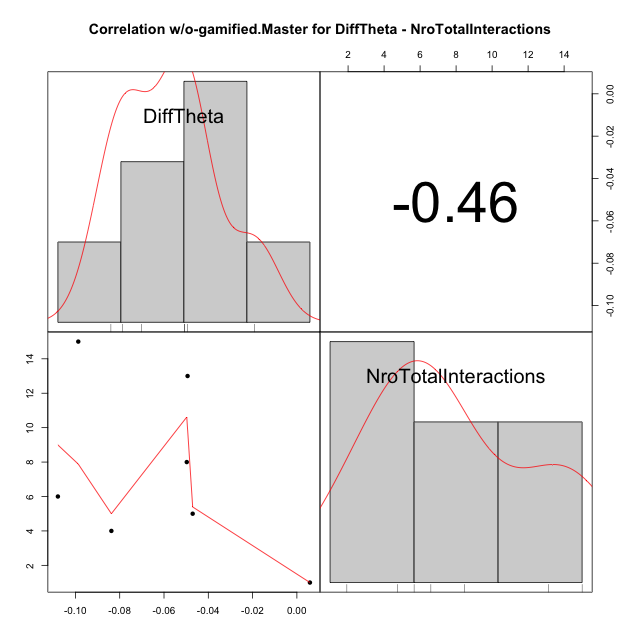 Correlation w/o-gamified.Master for DiffTheta - NroTotalInteractions
2 4 6 8 10 12 14
DiffTheta
-0.46
0.00
-0.02
-0.04
-0.06
-0.08
-0.10
14
12
10
8
6
4
2
NroTotalInteractions
-0.10 -0.08 -0.06 -0.04 -0.02 0.00